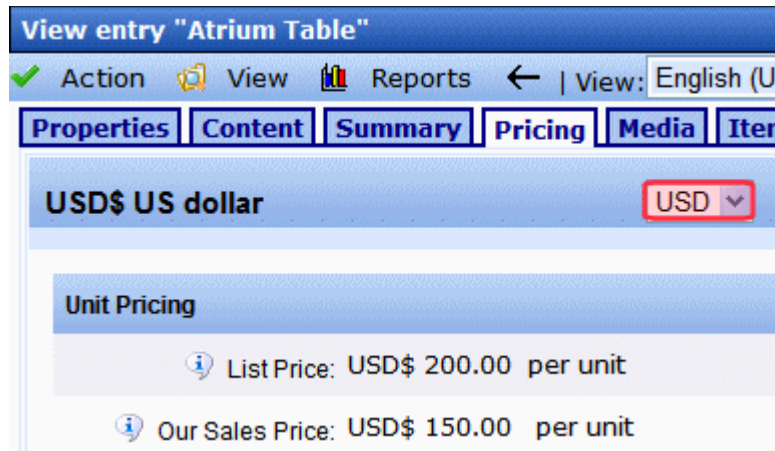 View entry "Atrium Table"
Action View Reports | View: English (U
Properties Content Summary Pricing Media Iter
USD$ US dollar USD
Unit Pricing
List Price: USD$ 200.00 per unit
Our Sales Price: USD$ 150.00 per unit